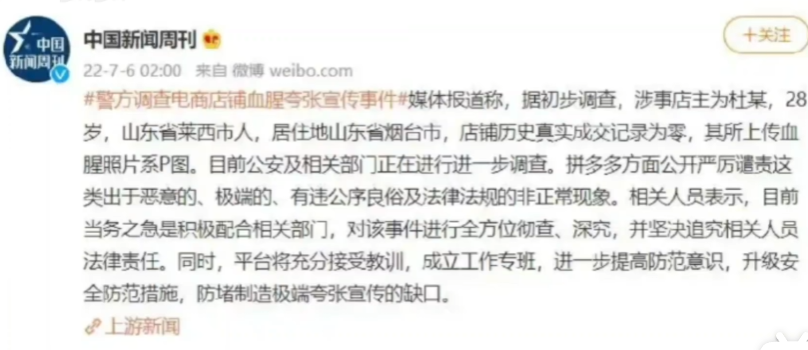 中国新闻周刊
中国
新闻周刊
+关注
22-7-6 02:00 来自 微博 weibo.com
#警方调查电商店铺血腥夸张宣传事件#媒体报道称，据初步调查，涉事店主为杜某，28
岁，山东省莱西市人，居住地山东省烟台市，店铺历史真实成交记录为零，其所上传血
腥照片系P图。目前公安及相关部门正在进行进一步调查。拼多多方面公开严厉谴责这
类出于恶意的、极端的、有违公序良俗及法律法规的非正常现象。相关人员表示，目前
当务之急是积极配合相关部门，对该事件进行全方位彻查、深究，并坚决追究相关人员
法律责任。同时，平台将充分接受教训，成立工作专班，进一步提高防范意识，升级安
全防范措施，防堵制造极端夸张宣传的缺口。
上游新闻